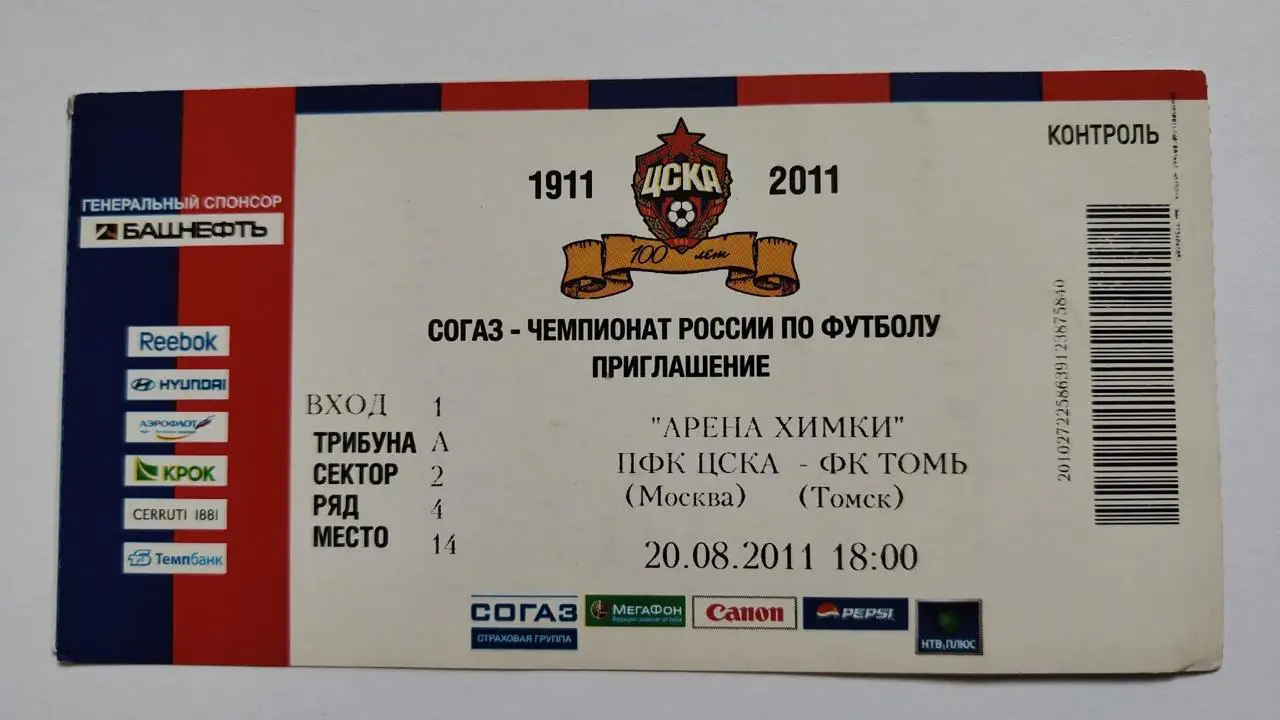 КОНТРОЛЬ
1911 ЦСКА 2011
100 лет
ГЕНЕРАЛЬНЫЙ СПОНСОР
БАШНЕФТЬ
Reebok
HYUNDAI
АЭРОФЛОТ
КРОК
CERRUTI 1881
Темпбанк
СОГАЗ - ЧЕМПИОНАТ РОССИИ ПО ФУТБОЛУ
ПРИГЛАШЕНИЕ
ВХОД 1
ТРИБУНА А
СЕКТОР 2
РЯД 4
МЕСТО 14
"АРЕНА ХИМКИ"
ПФК ЦСКА - ФК ТОМЬ
(Москва) (Томск)
20.08.2011 18:00
СОГАЗ
СТРАХОВАЯ ГРУППА
МЕГАФОН
Canon
PEPSI
НТВ ПЛЮС
2010272258639123875840